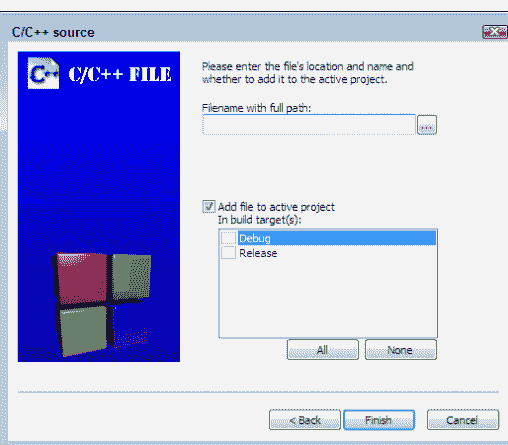 C/C++ source
C++ C/C++ FILE
Please enter the file's location and name and
whether to add it to the active project.
Filename with full path:
...
Add file to active project
In build target(s):
Debug
Release
All None
< Back Finish Cancel